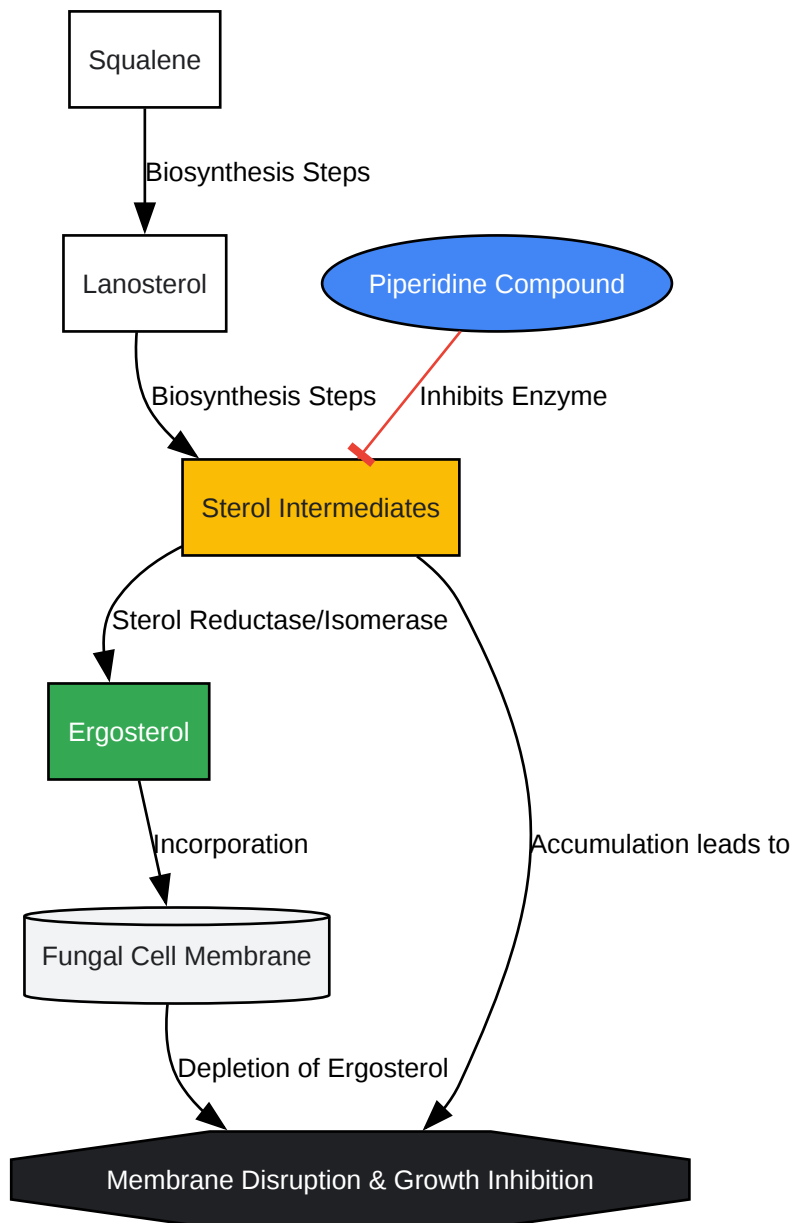 Squalene
Biosynthesis Steps
Lanosterol
Piperidine Compound
Biosynthesis Steps
Inhibits Enzyme
Sterol Intermediates
Sterol Reductase/Isomerase
Ergosterol
Incorporation
Accumulation leads to
Fungal Cell Membrane
Depletion of Ergosterol
Membrane Disruption & Growth Inhibition